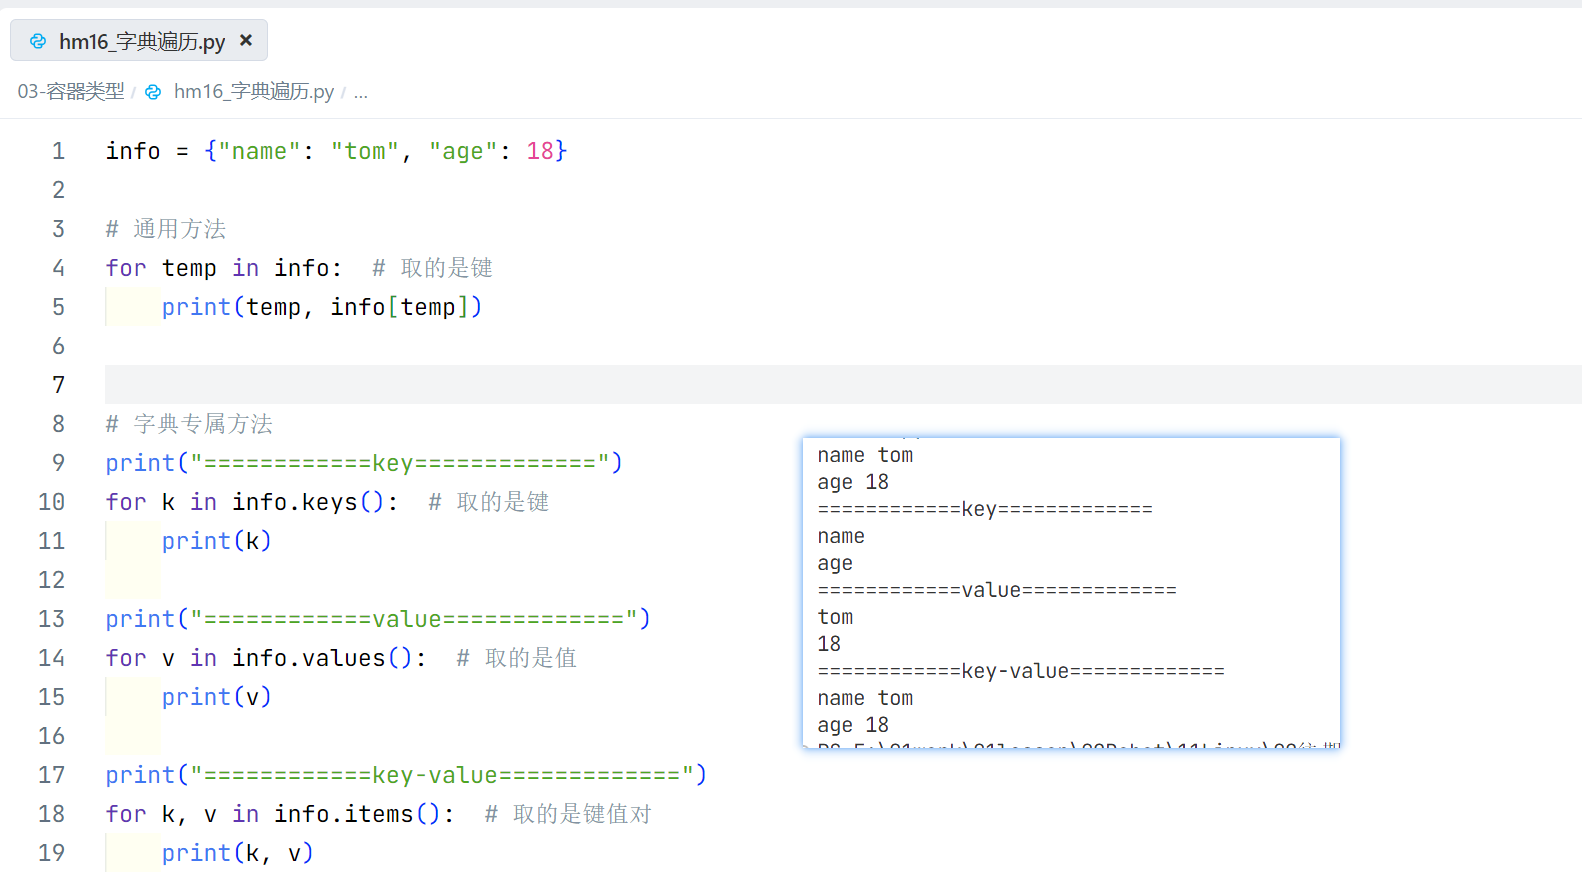 hm16_字典遍历.py ×
03-容器类型 / hm16_字典遍历.py / ...
1 info = {"name": "tom", "age": 18}
2
3 # 通用方法
4 for temp in info:  # 取的是键
5     print(temp, info[temp])
6
7
8 # 字典专属方法
9 print("============key=============")
10 for k in info.keys():  # 取的是键
11     print(k)
12
13 print("============value=============")
14 for v in info.values():  # 取的是值
15     print(v)
16
17 print("============key-value=============")
18 for k, v in info.items():  # 取的是键值对
19     print(k, v)
name tom
age 18
============key=============
name
age
============value=============
tom
18
============key-value=============
name tom
age 18